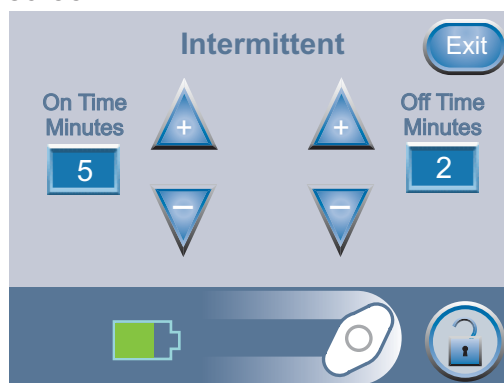 Intermittent
Exit
On Time
Minutes
5
+
+
Off Time
Minutes
2
−
−